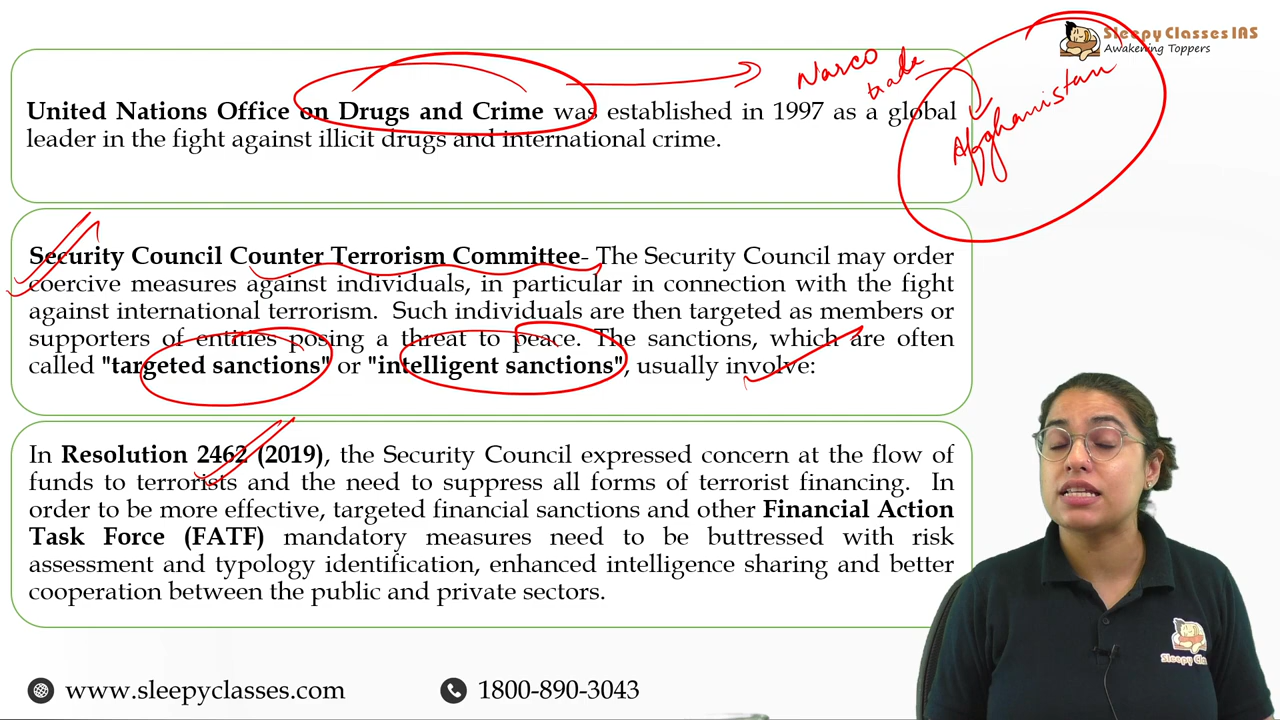 Sleepy Classes IAS
Awakening Toppers
Narco
trade
Afghanistan
United Nations Office on Drugs and Crime was established in 1997 as a global
leader in the fight against illicit drugs and international crime.
Security Council Counter Terrorism Committee- The Security Council may order
coercive measures against individuals, in particular in connection with the fight
against international terrorism. Such individuals are then targeted as members or
supporters of entities posing a threat to peace. The sanctions, which are often
called "targeted sanctions" or "intelligent sanctions", usually involve:
In Resolution 2462 (2019), the Security Council expressed concern at the flow of
funds to terrorists and the need to suppress all forms of terrorist financing. In
order to be more effective, targeted financial sanctions and other Financial Action
Task Force (FATF) mandatory measures need to be buttressed with risk
assessment and typology identification, enhanced intelligence sharing and better
cooperation between the public and private sectors.
Sleepy Cla
www.sleepyclasses.com
1800-890-3043